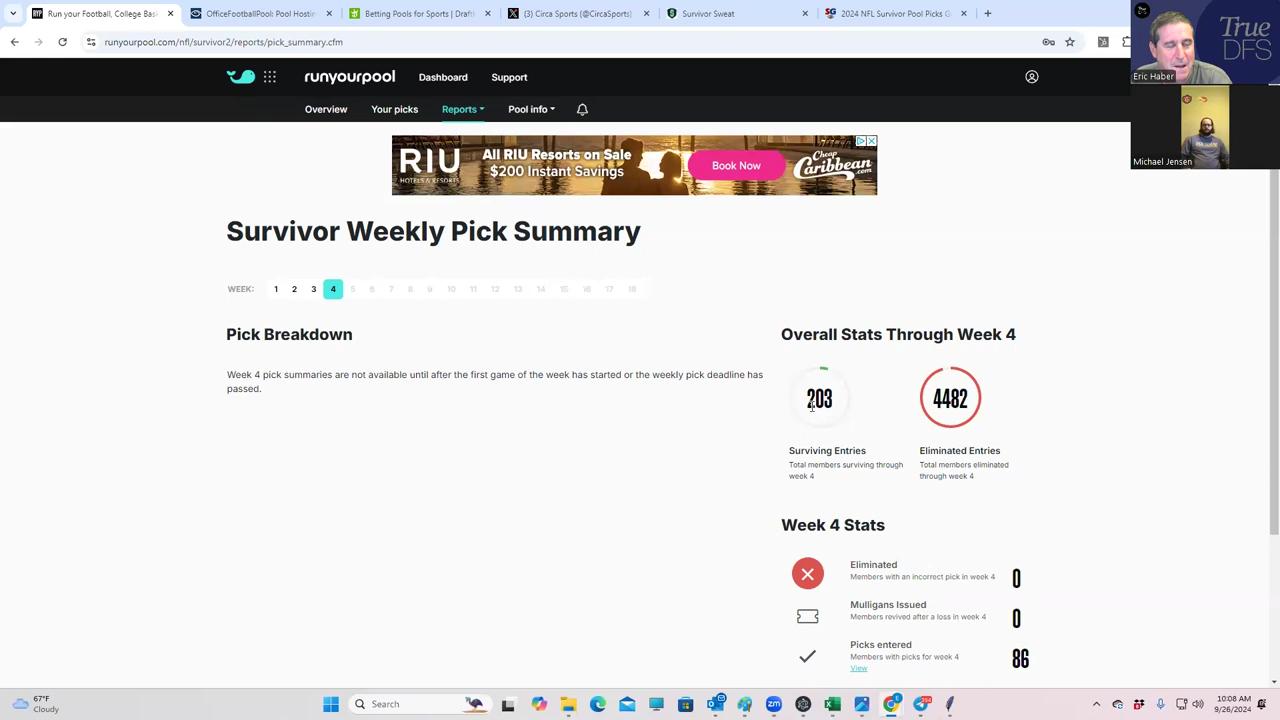 Run your Football, College Bask
OfficeFootballPool: Pool Hosting
Betting Pools for Sports | Details
(3) Circa Sports (@CircaSports)
Survivor Sweat
2024 NFL Survivor Pool Picks G
runyourpool.com/nfl/survivor2/reports/pick_summary.cfm
True DFS
Eric Haber
Michael Jensen
runyourpool
Dashboard
Support
Overview
Your picks
Reports
Pool info
RIU
HOTELS & RESORTS
All RIU Resorts on Sale
$200 Instant Savings
Book Now
Cheap
Caribbean
.com
Survivor Weekly Pick Summary
WEEK: 1 2 3 4 5 6 7 8 9 10 11 12 13 14 15 16 17 18
Pick Breakdown
Week 4 pick summaries are not available until after the first game of the week has started or the weekly pick deadline has
passed.
Overall Stats Through Week 4
203
4482
Surviving Entries
Total members surviving through
week 4
Eliminated Entries
Total members eliminated
through week 4
Week 4 Stats
Eliminated
Members with an incorrect pick in week 4
0
Mulligans Issued
Members revived after a loss in week 4
0
Picks entered
Members with picks for week 4
View
86
67°F
Cloudy
Search
10:08 AM
9/26/2024